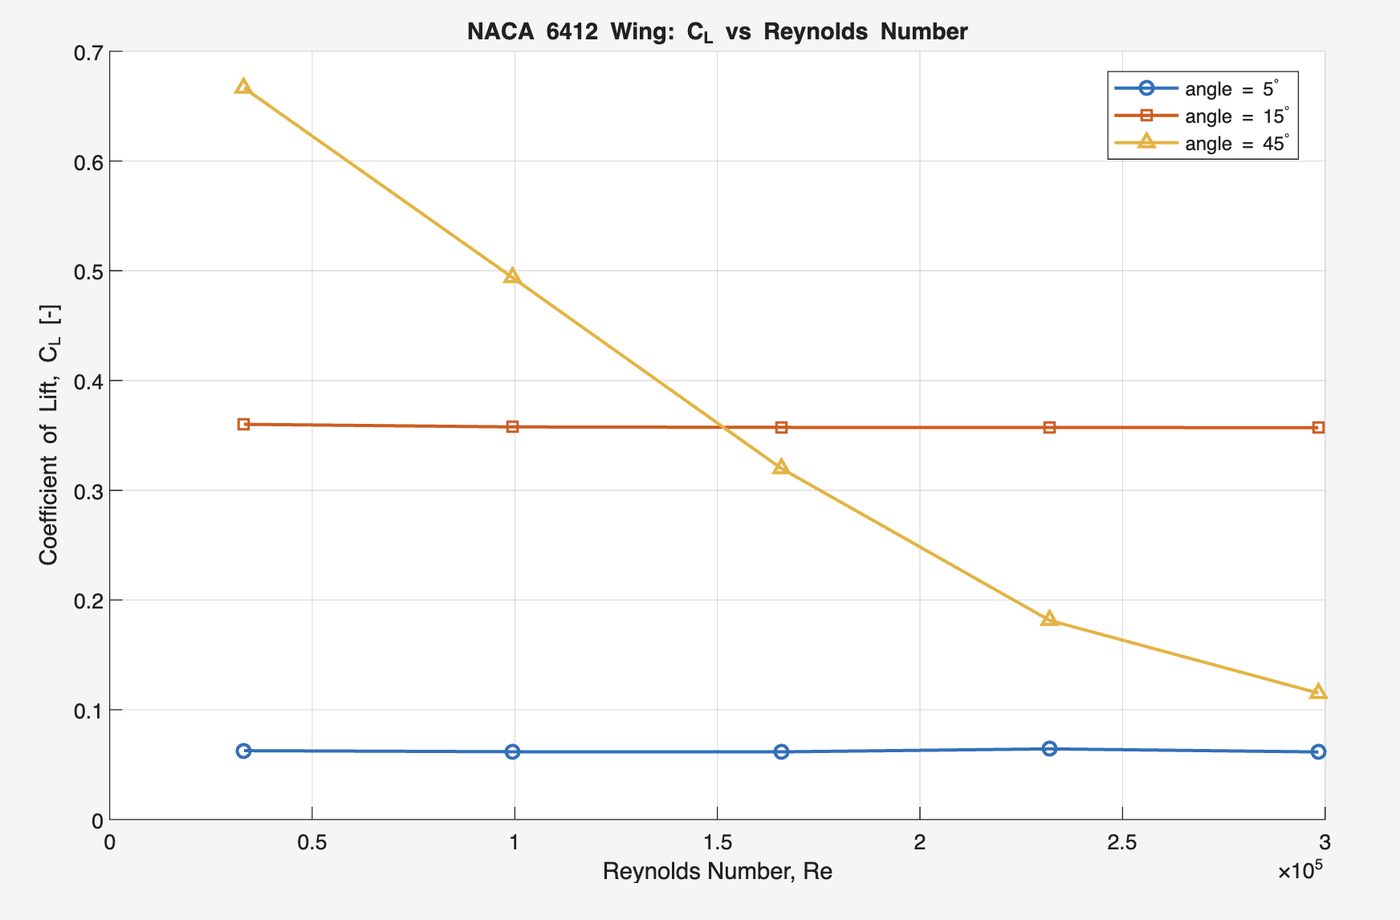 NACA 6412 Wing: C_L vs Reynolds Number
angle = 5°
angle = 15°
angle = 45°
Coefficient of Lift, C_L [-]
0.7
0.6
0.5
0.4
0.3
0.2
0.1
0
0 0.5 1 1.5 2 2.5 3
Reynolds Number, Re
×10⁵